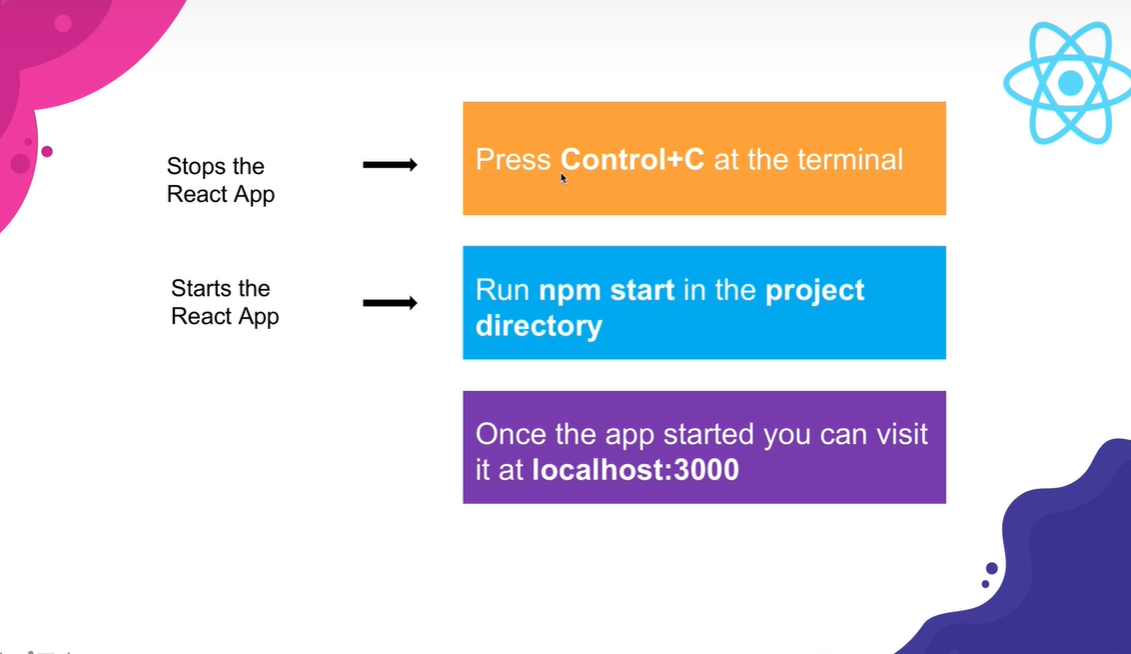 Stops the
React App
Press Control+C at the terminal
Starts the
React App
Run npm start in the project
directory
Once the app started you can visit
it at localhost:3000